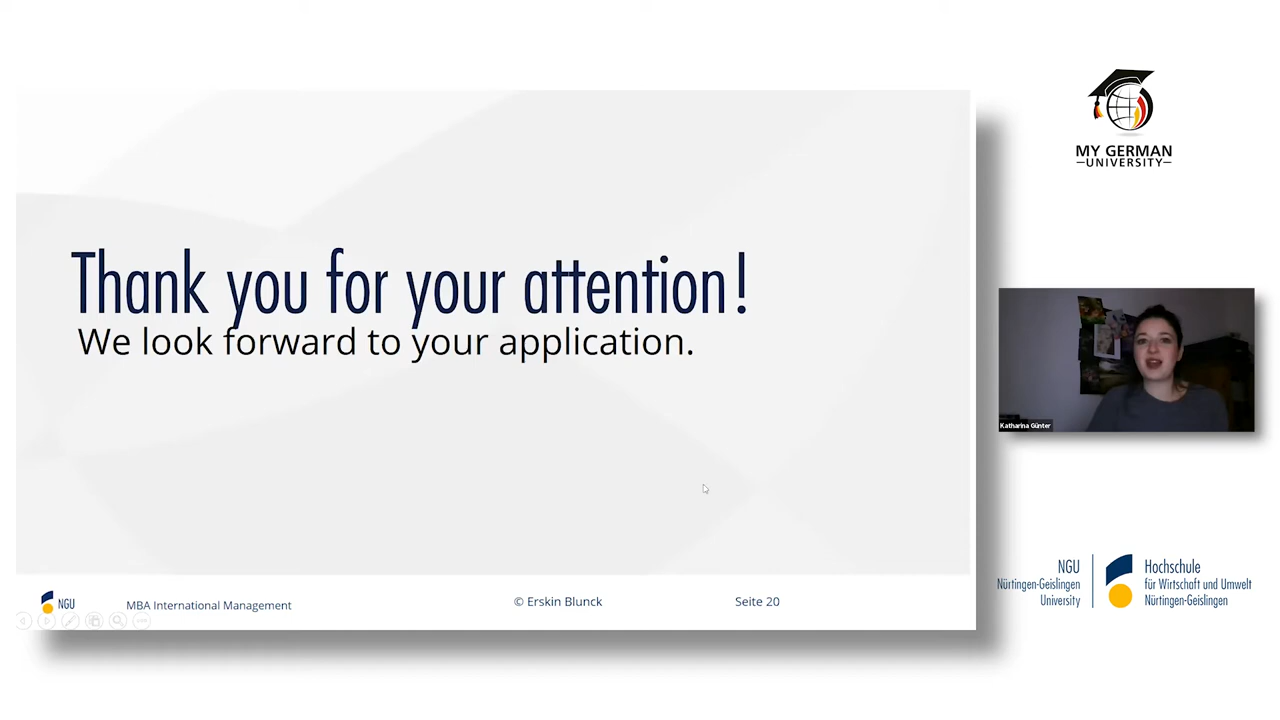 MY GERMAN
UNIVERSITY
Thank you for your attention!
We look forward to your application.
Katharina Günter
NGU
MBA International Management
© Erskin Blunck
Seite 20
NGU
Nürtingen-Geislingen
University
Hochschule
für Wirtschaft und Umwelt
Nürtingen-Geislingen